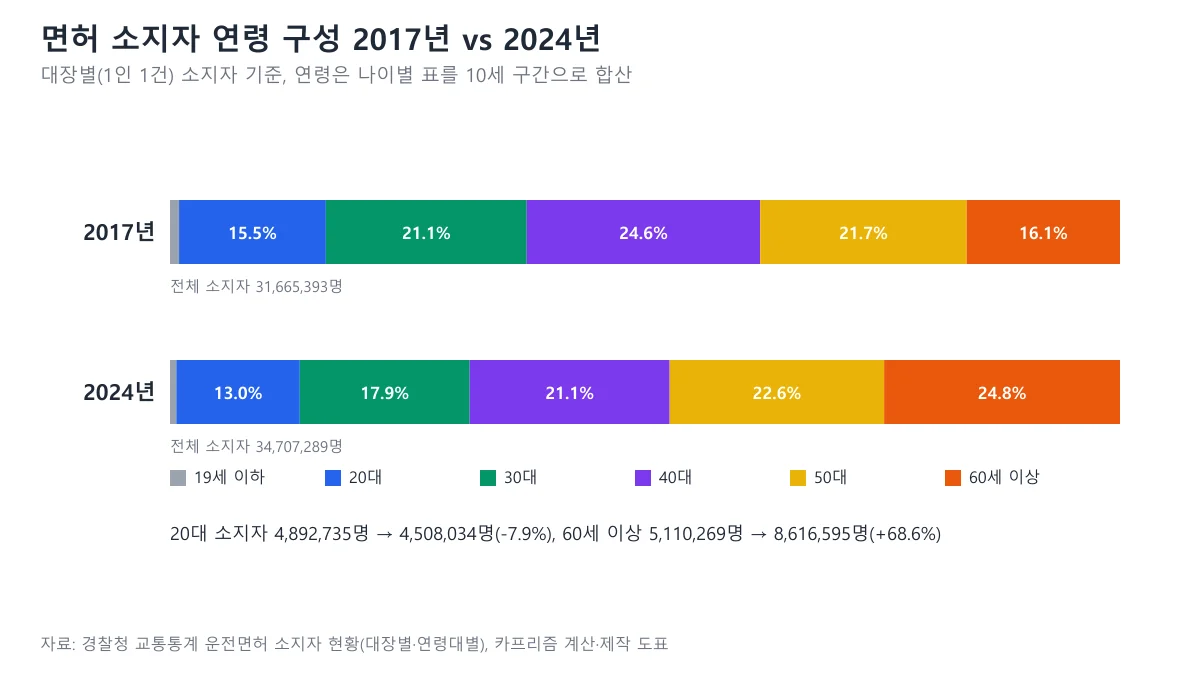 면허 소지자 연령 구성 2017년 vs 2024년
대장별(1인 1건) 소지자 기준, 연령은 나이별 표를 10세 구간으로 합산
2017년 15.5% 21.1% 24.6% 21.7% 16.1%
전체 소지자 31,665,393명
2024년 13.0% 17.9% 21.1% 22.6% 24.8%
전체 소지자 34,707,289명
19세 이하 20대 30대 40대 50대 60세 이상
20대 소지자 4,892,735명 → 4,508,034명(-7.9%), 60세 이상 5,110,269명 → 8,616,595명(+68.6%)
자료: 경찰청 교통통계 운전면허 소지자 현황(대장별·연령대별), 카프리즘 계산·제작 도표